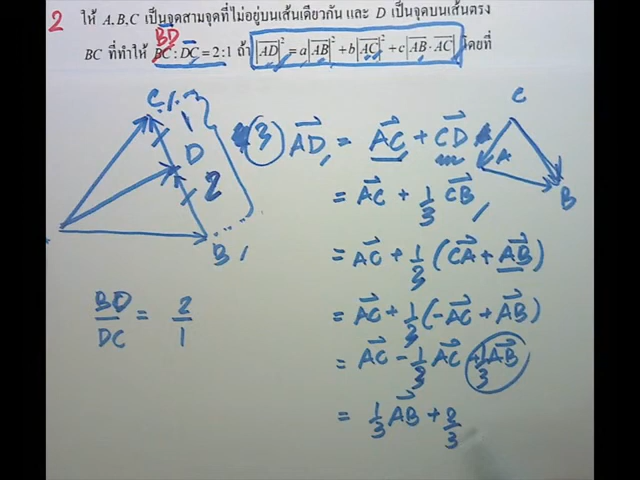 2 ให้ A,B,C เป็นจุดสามจุดที่ไม่อยู่บนเส้นเดียวกัน และ D เป็นจุดบนเส้นตรง
BD
BC ที่ทำให้ BC : DC = 2:1 ถ้า |AD|² = a|AB|² + b|AC|² + c|AB · AC| โดยที่
C
1
3
D
2
B
(3) AD = AC + CD
= AC + 1/3 CB
= AC + 1/3 (CA + AB)
= AC + 1/3 (-AC + AB)
= AC - 1/3 AC + 1/3 AB
= 1/3 AB + 2/3
C
A
B
BD/DC = 2/1